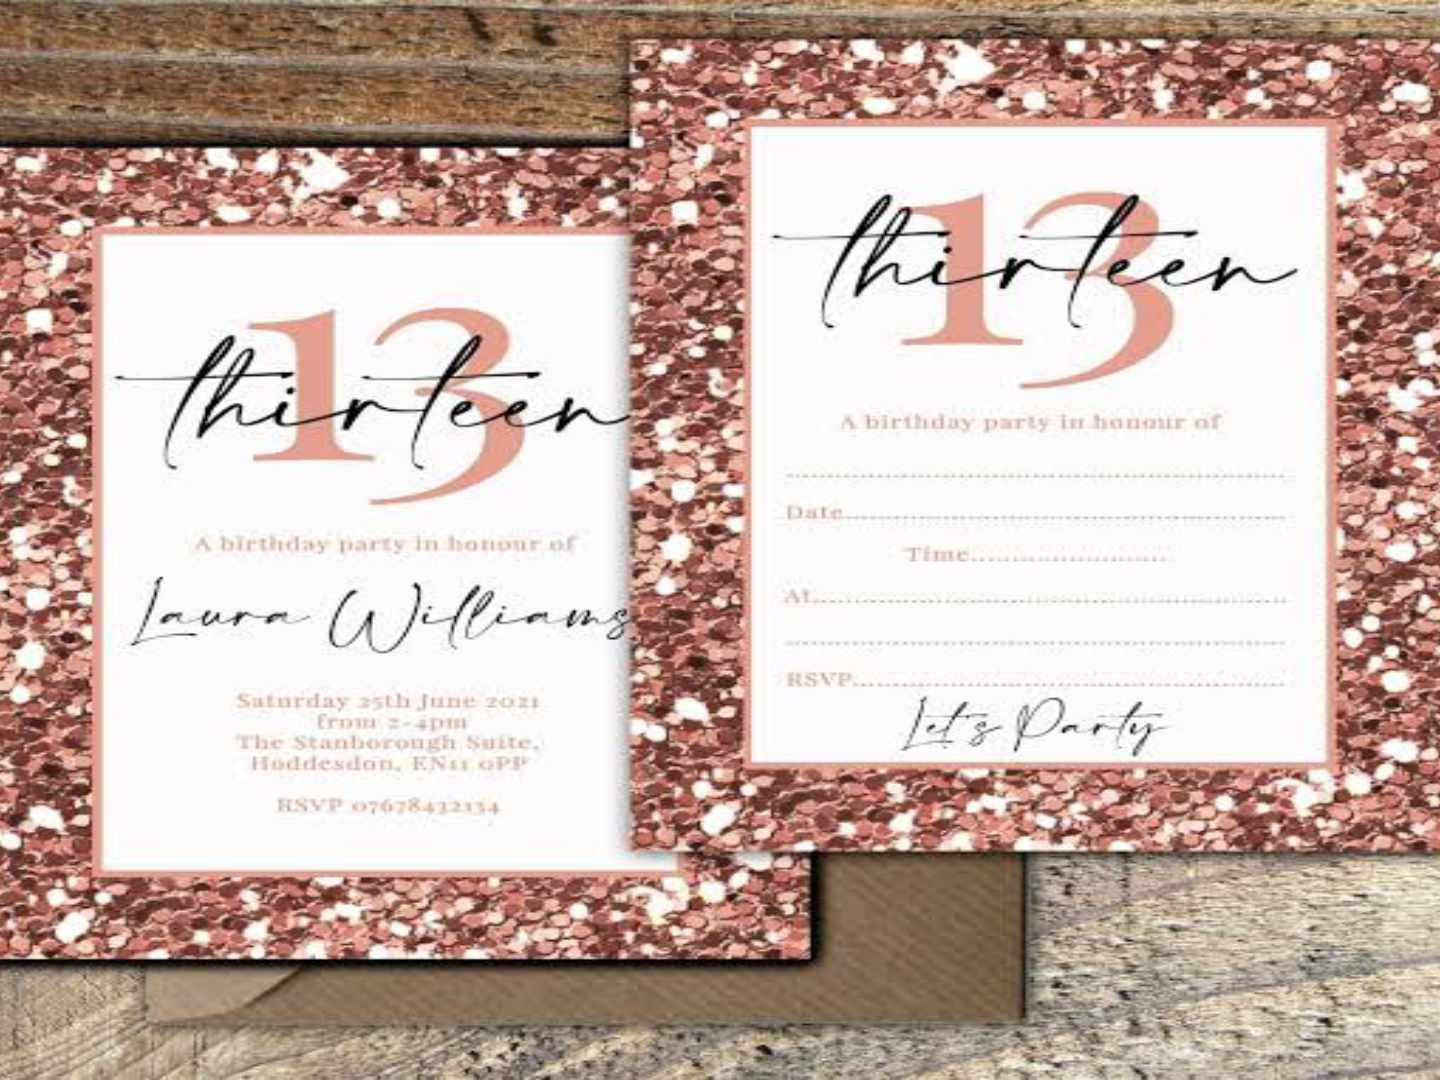 13
thirteen
A birthday party in honour of
Laura Williams
Saturday 25th June 2021
from 2-4pm
The Stanborough Suite,
Hoddesdon, EN11 0PP
RSVP 07678432134
13
thirteen
A birthday party in honour of
Date
Time
At
RSVP
Let's Party